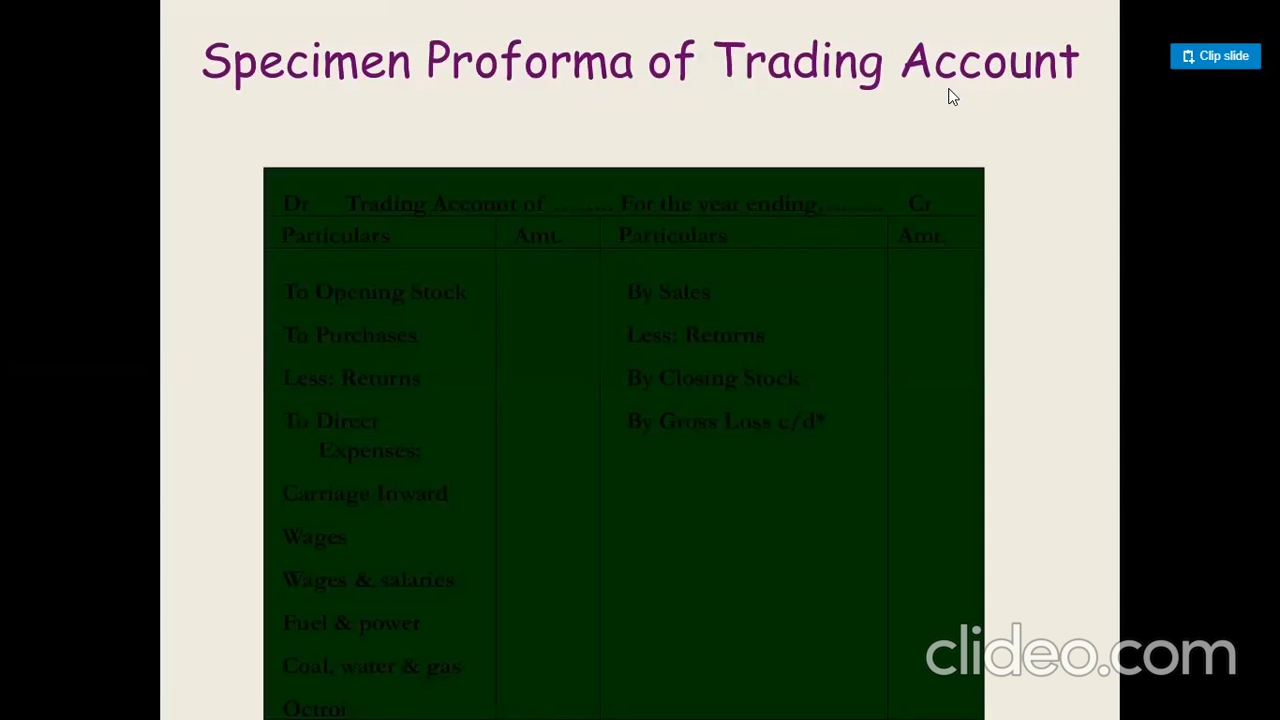 Specimen Proforma of Trading Account
Clip slide
Dr Trading Account of ........ For the year ending.......... Cr
Particulars Amt. Particulars Amt.
To Opening Stock By Sales
To Purchases Less: Returns
Less: Returns By Closing Stock
To Direct By Gross Loss c/d*
Expenses:
Carriage Inward
Wages
Wages & salaries
Fuel & power
Coal, water & gas
Octroi
clideo.com